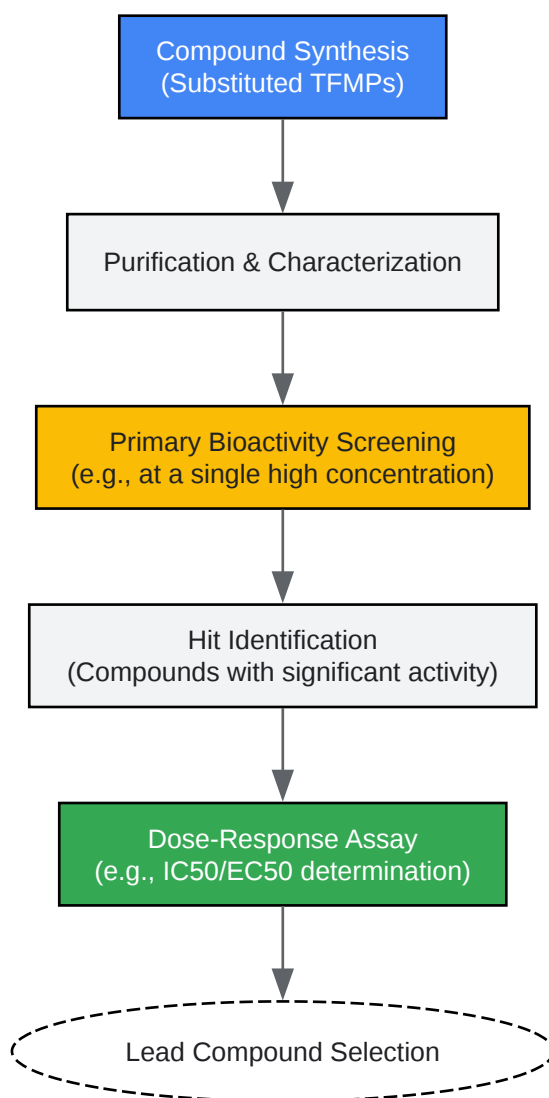 Compound Synthesis
(Substituted TFMPs)
Purification & Characterization
Primary Bioactivity Screening
(e.g., at a single high concentration)
Hit Identification
(Compounds with significant activity)
Dose-Response Assay
(e.g., IC50/EC50 determination)
Lead Compound Selection